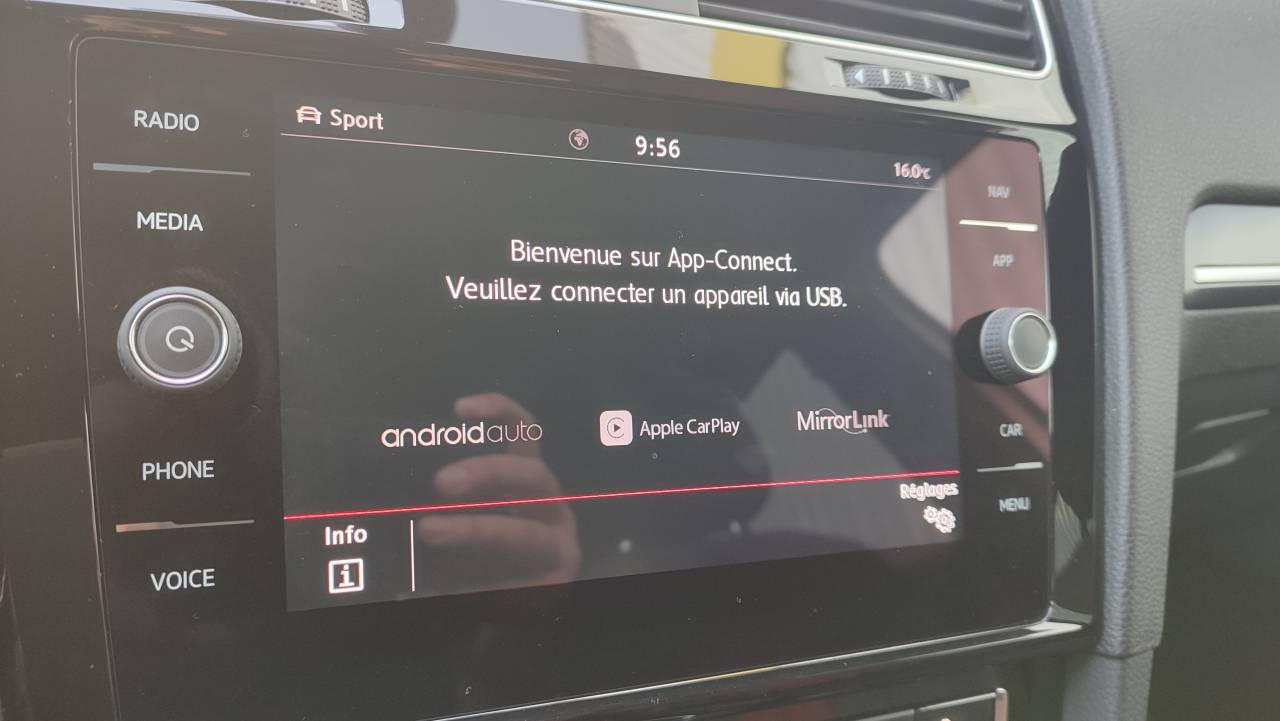 RADIO
MEDIA
PHONE
VOICE
Sport
9:56
16.0°C
Bienvenue sur App-Connect.
Veuillez connecter un appareil via USB.
androidauto
Apple CarPlay
MirrorLink
Réglages
Info
i
NAV
APP
CAR
MENU